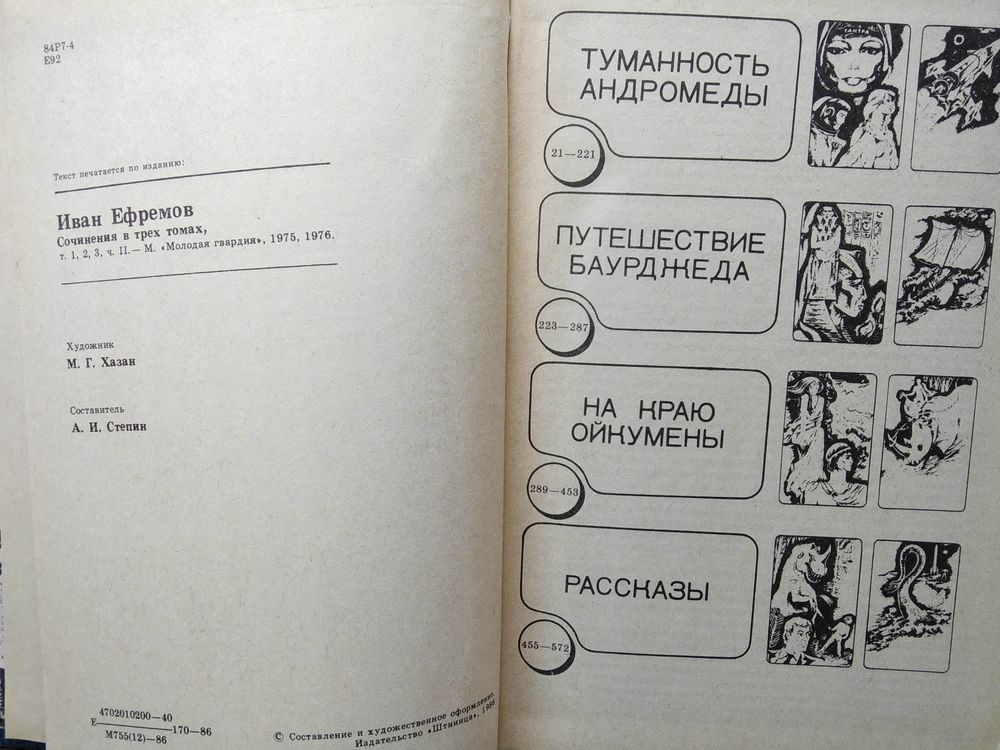 84Р7-4
Е92
Текст печатается по изданию:
Иван Ефремов
Сочинения в трех томах,
т. 1, 2, 3, ч. II.— М. «Молодая гвардия», 1975, 1976.
Художник
М. Г. Хазан
Составитель
А. И. Степин
4702010200—40
Е
170—86
М755(12)—86
© Составление и художественное оформление.
Издательство «Штиинца», 1986
ТУМАННОСТЬ
АНДРОМЕДЫ
21—221
ТАНТРА
ПУТЕШЕСТВИЕ
БАУРДЖЕДА
223—287
НА КРАЮ
ОЙКУМЕНЫ
289—453
РАССКАЗЫ
455—572